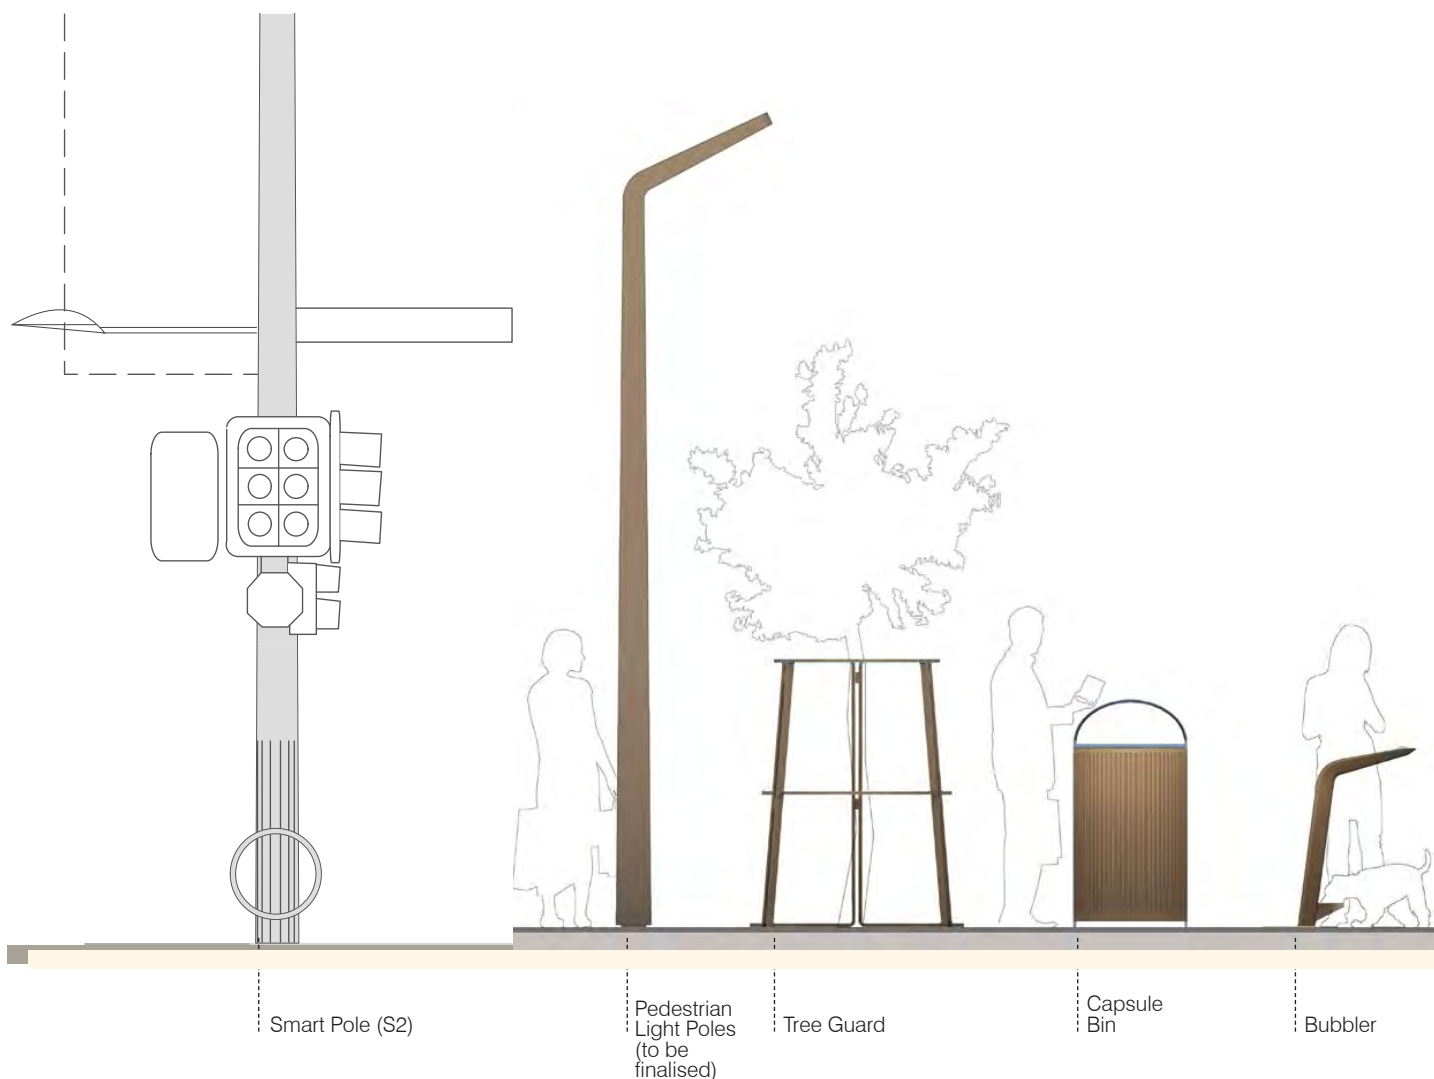 Smart Pole (S2)
Pedestrian
Light Poles
(to be
finalised)
Tree Guard
Capsule
Bin
Bubbler